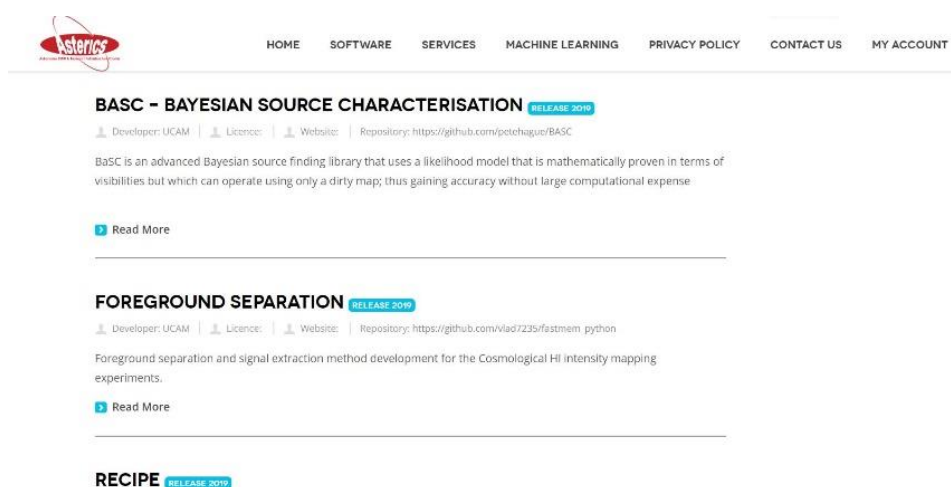 Asterics
HOME SOFTWARE SERVICES MACHINE LEARNING PRIVACY POLICY CONTACT US MY ACCOUNT
BASC – BAYESIAN SOURCE CHARACTERISATION RELEASE 2019
Developer: UCAM | Licence: | Website: | Repository: https://github.com/petehague/BASC
BaSC is an advanced Bayesian source finding library that uses a likelihood model that is mathematically proven in terms of
visibilities but which can operate using only a dirty map; thus gaining accuracy without large computational expense
Read More
FOREGROUND SEPARATION RELEASE 2019
Developer: UCAM | Licence: | Website: | Repository: https://github.com/vlad7235/fastmem_python
Foreground separation and signal extraction method development for the Cosmological HI intensity mapping
experiments.
Read More
RECIPE RELEASE 2019